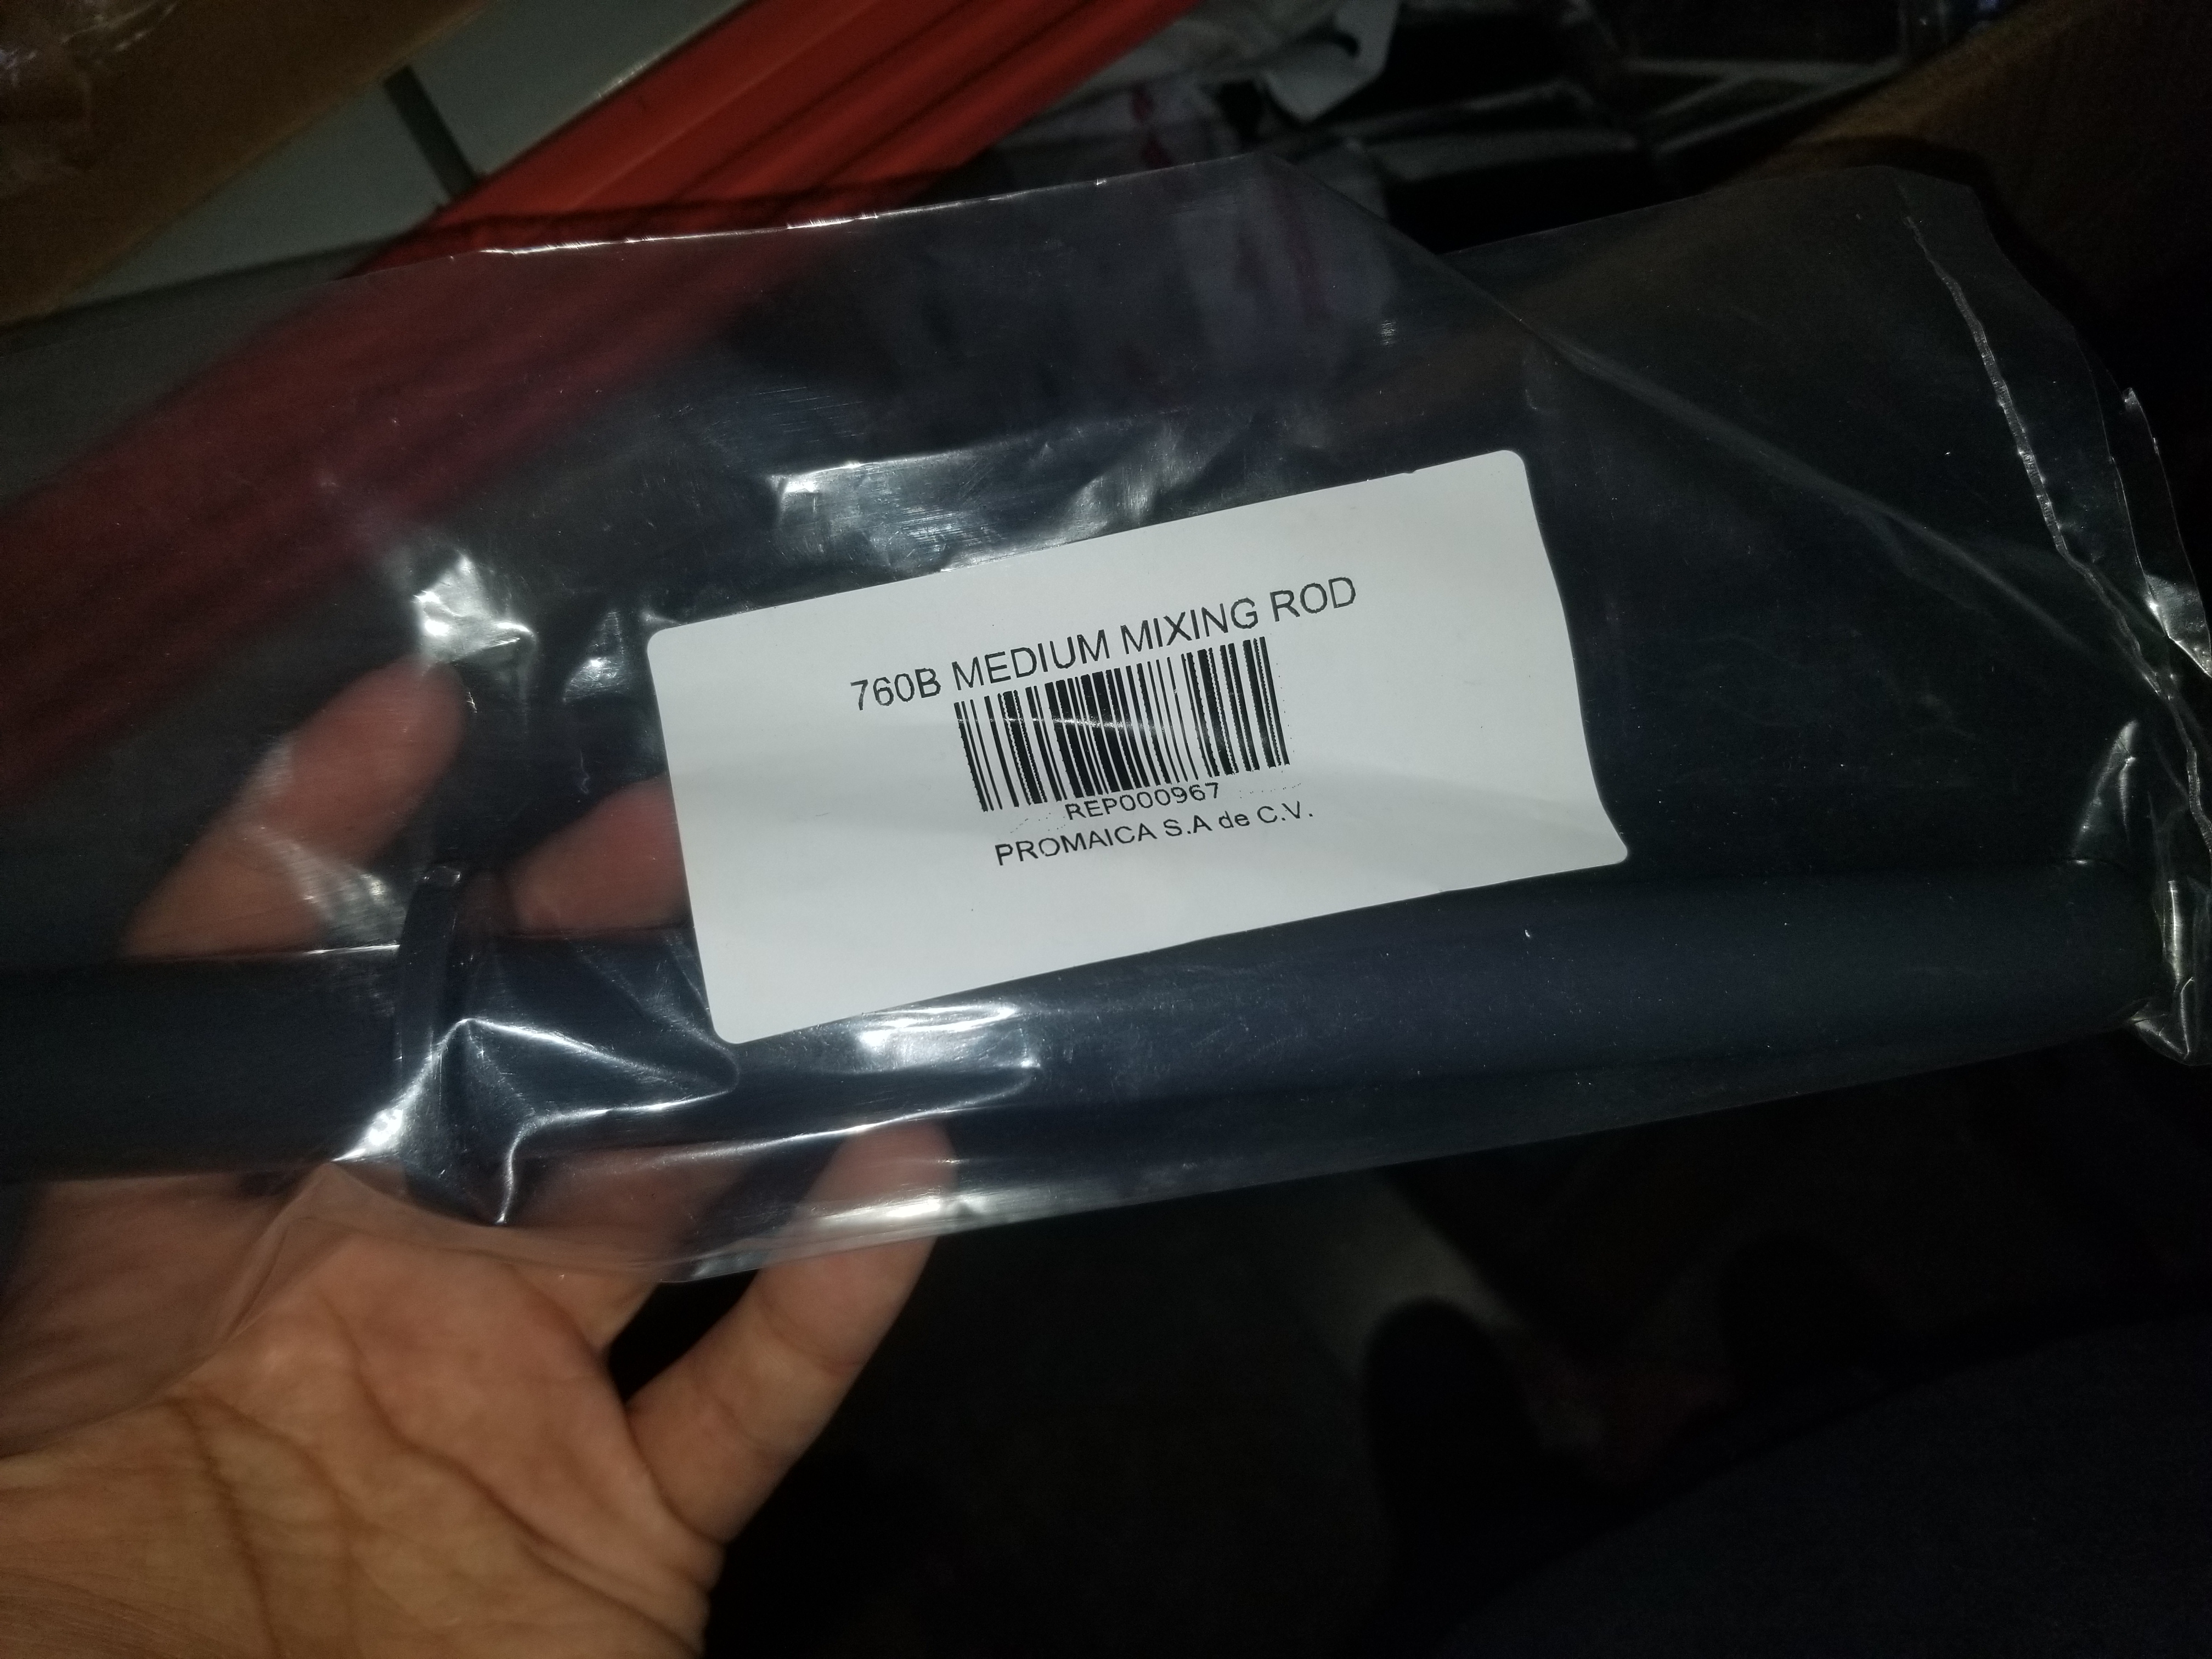 760B MEDIUM MIXING ROD
REP000967
PROMAICA S.A de C.V.